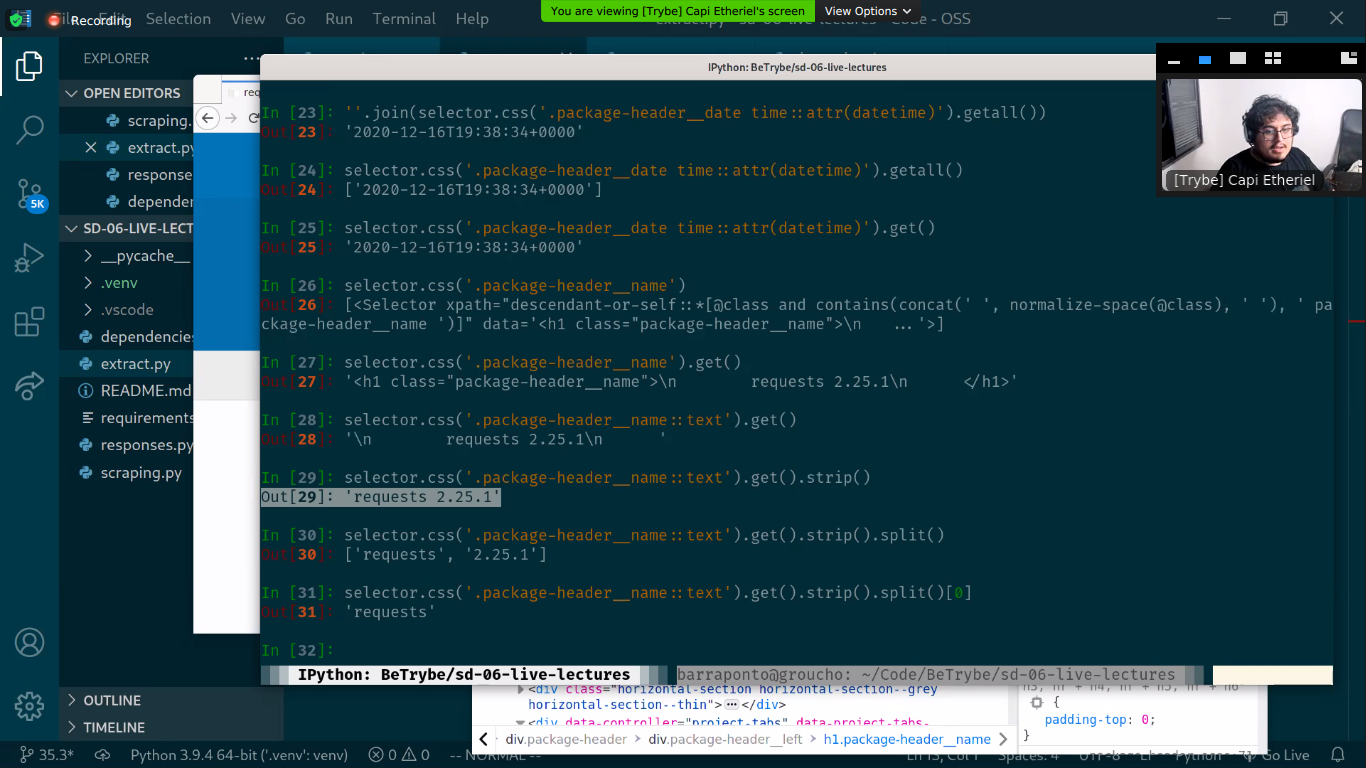 Recording
File Edit Selection View Go Run Terminal Help
You are viewing [Trybe] Capi Etheriel's screen
View Options
Code - OSS
EXPLORER
OPEN EDITORS
scraping.
extract.py
response
depender
SD-06-LIVE-LECT
__pycache__
.venv
.vscode
dependencie
extract.py
README.md
requirements
responses.py
scraping.py
5K
OUTLINE
TIMELINE
req
IPython: BeTrybe/sd-06-live-lectures
In [23]: ''.join(selector.css('.package-header__date time::attr(datetime)').getall())
Out[23]: '2020-12-16T19:38:34+0000'
In [24]: selector.css('.package-header__date time::attr(datetime)').getall()
Out[24]: ['2020-12-16T19:38:34+0000']
In [25]: selector.css('.package-header__date time::attr(datetime)').get()
Out[25]: '2020-12-16T19:38:34+0000'
In [26]: selector.css('.package-header__name')
Out[26]: [<Selector xpath="descendant-or-self::*[@class and contains(concat(' ', normalize-space(@class), ' '), ' pa
ckage-header__name ')]" data='<h1 class="package-header__name">\n    ...'>]
In [27]: selector.css('.package-header__name').get()
Out[27]: '<h1 class="package-header__name">\n        requests 2.25.1\n      </h1>'
In [28]: selector.css('.package-header__name::text').get()
Out[28]: '\n        requests 2.25.1\n      '
In [29]: selector.css('.package-header__name::text').get().strip()
Out[29]: 'requests 2.25.1'
In [30]: selector.css('.package-header__name::text').get().strip().split()
Out[30]: ['requests', '2.25.1']
In [31]: selector.css('.package-header__name::text').get().strip().split()[0]
Out[31]: 'requests'
In [32]:
IPython: BeTrybe/sd-06-live-lectures
barraponto@groucho: ~/Code/BeTrybe/sd-06-live-lectures
[Trybe] Capi Etheriel
<div class="horizontal-section horizontal-section--grey
horizontal-section--thin">···</div>
<div data-controller="project-tabs" data-project-tabs-
div.package-header
div.package-header__left
h1.package-header__name
{
padding-top: 0;
}
35.3*
Python 3.9.4 64-bit ('.venv': venv)
0
0
-- NORMAL --
Ln 13, Col 1
Spaces: 4
UTF-8
LF
Python
Go Live